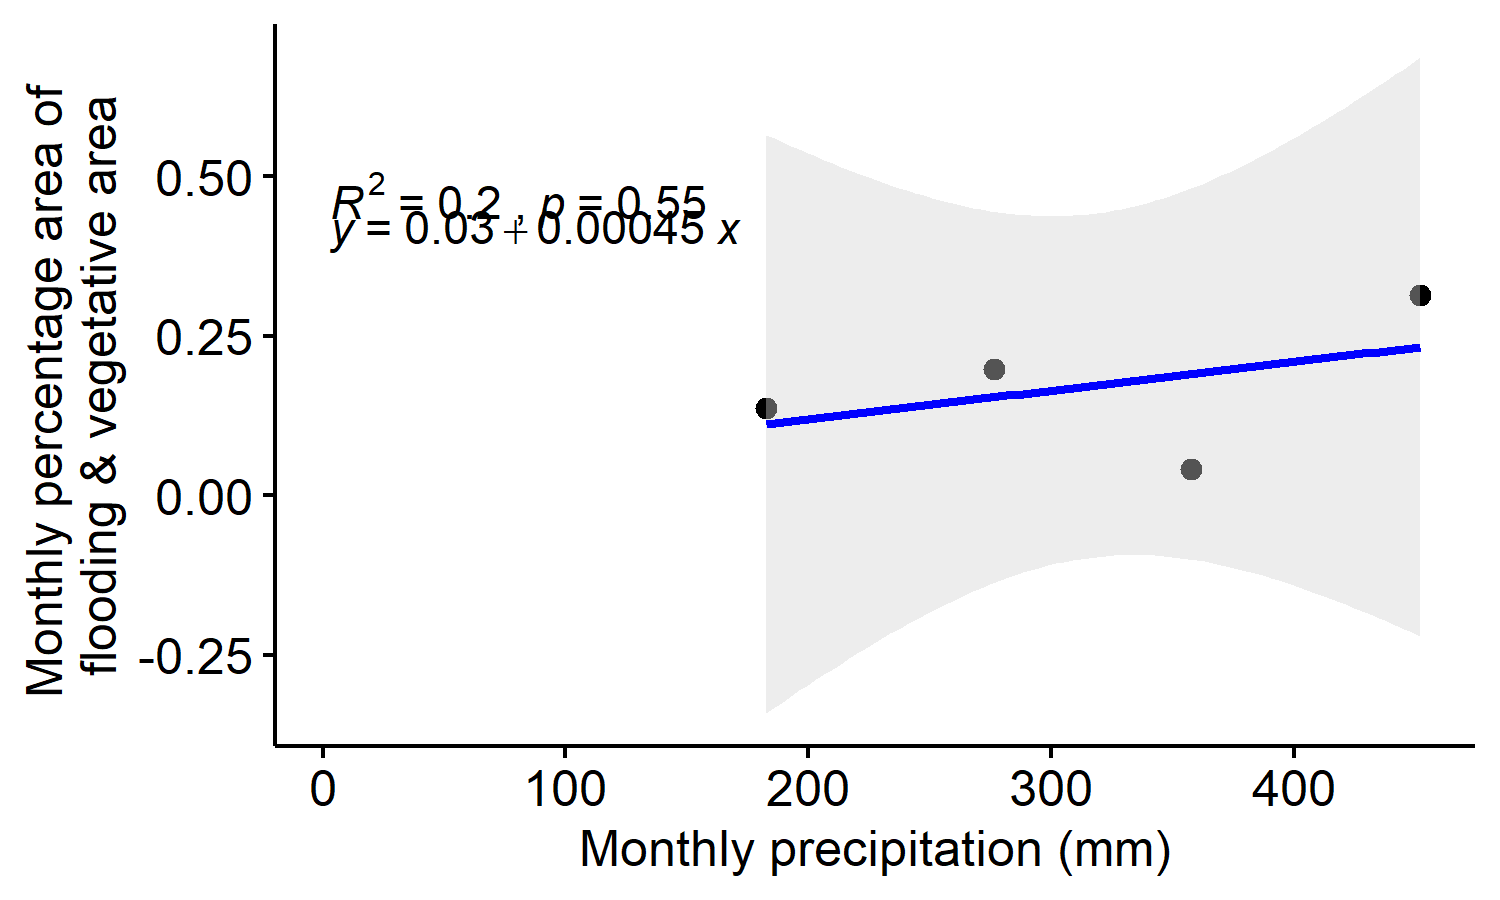 Monthly percentage area of
flooding & vegetative area
0.50
0.25
0.00
-0.25
R² = 0.2 , p = 0.55
y = 0.03 + 0.00045 x
0 100 200 300 400
Monthly precipitation (mm)